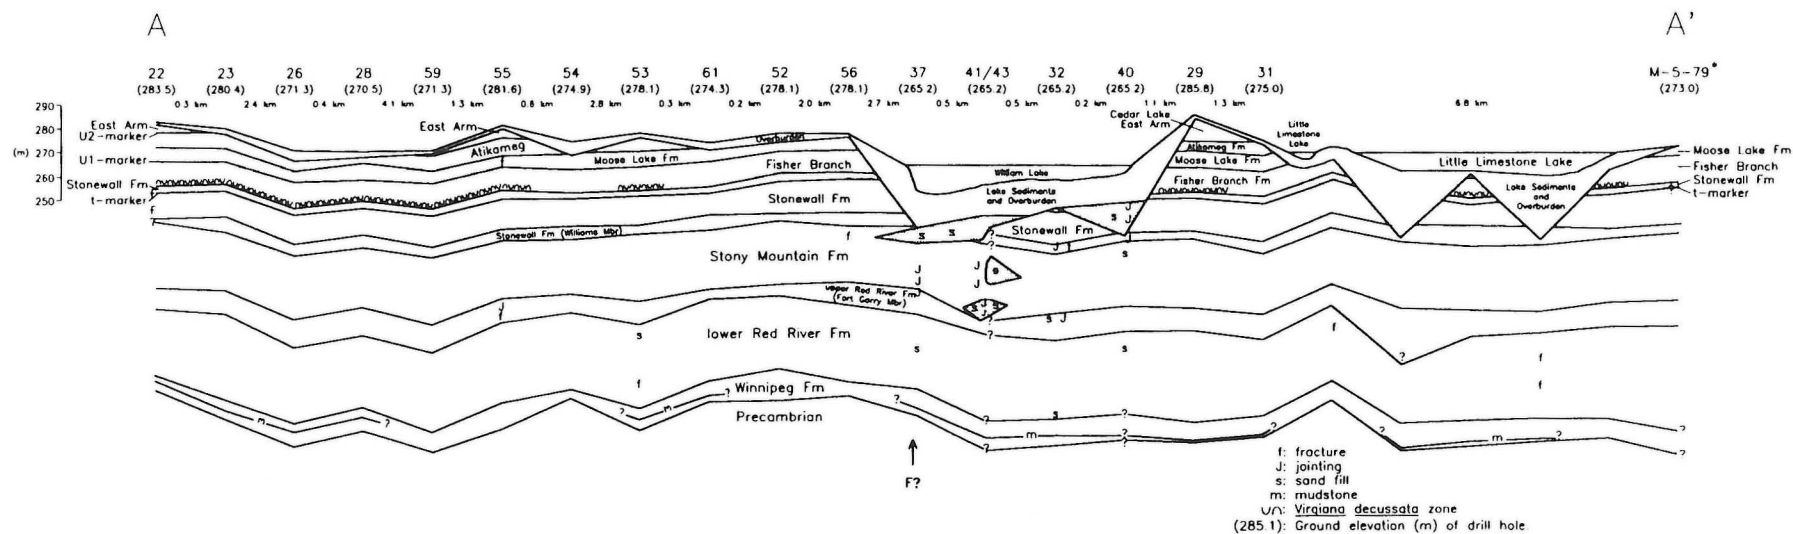 A A'
22 23 26 28 59 55 54 53 61 52 56 37 41/43 32 40 29 31 M-5-79*
(283.5) (280.4) (271.3) (270.5) (271.3) (281.6) (274.9) (278.1) (274.3) (278.1) (278.1) (265.2) (265.2) (265.2) (265.2) (285.8) (275.0) (273.0)
0.3 km 2.4 km 0.4 km 4.1 km 1.3 km 0.8 km 2.8 km 0.3 km 0.2 km 2.0 km 2.7 km 0.5 km 0.5 km 0.2 km 1.1 km 1.3 km 6.8 km
290
280
(m) 270
260
250
East Arm
U2-marker
U1-marker
Stonewall Fm
t-marker
East Arm
Atikameg
Moose Lake Fm
Overburden
Fisher Branch
Stonewall Fm
Stonewall Fm (Williams Mbr)
Stony Mountain Fm
upper Red River Fm
(Fort Garry Mbr)
lower Red River Fm
Winnipeg Fm
Precambrian
William Lake
Lake Sediments
and Overburden
Stonewall Fm
Cedar Lake
East Arm
Atikameg Fm
Moose Lake Fm
Fisher Branch Fm
Little
Limestone
Lake
Little Limestone Lake
Lake Sediments
and
Overburden
Moose Lake Fm
Fisher Branch
Stonewall Fm
t-marker
F?
f: fracture
J: jointing
s: sand fill
m: mudstone
Virgiana decussata zone
(285.1): Ground elevation (m) of drill hole.